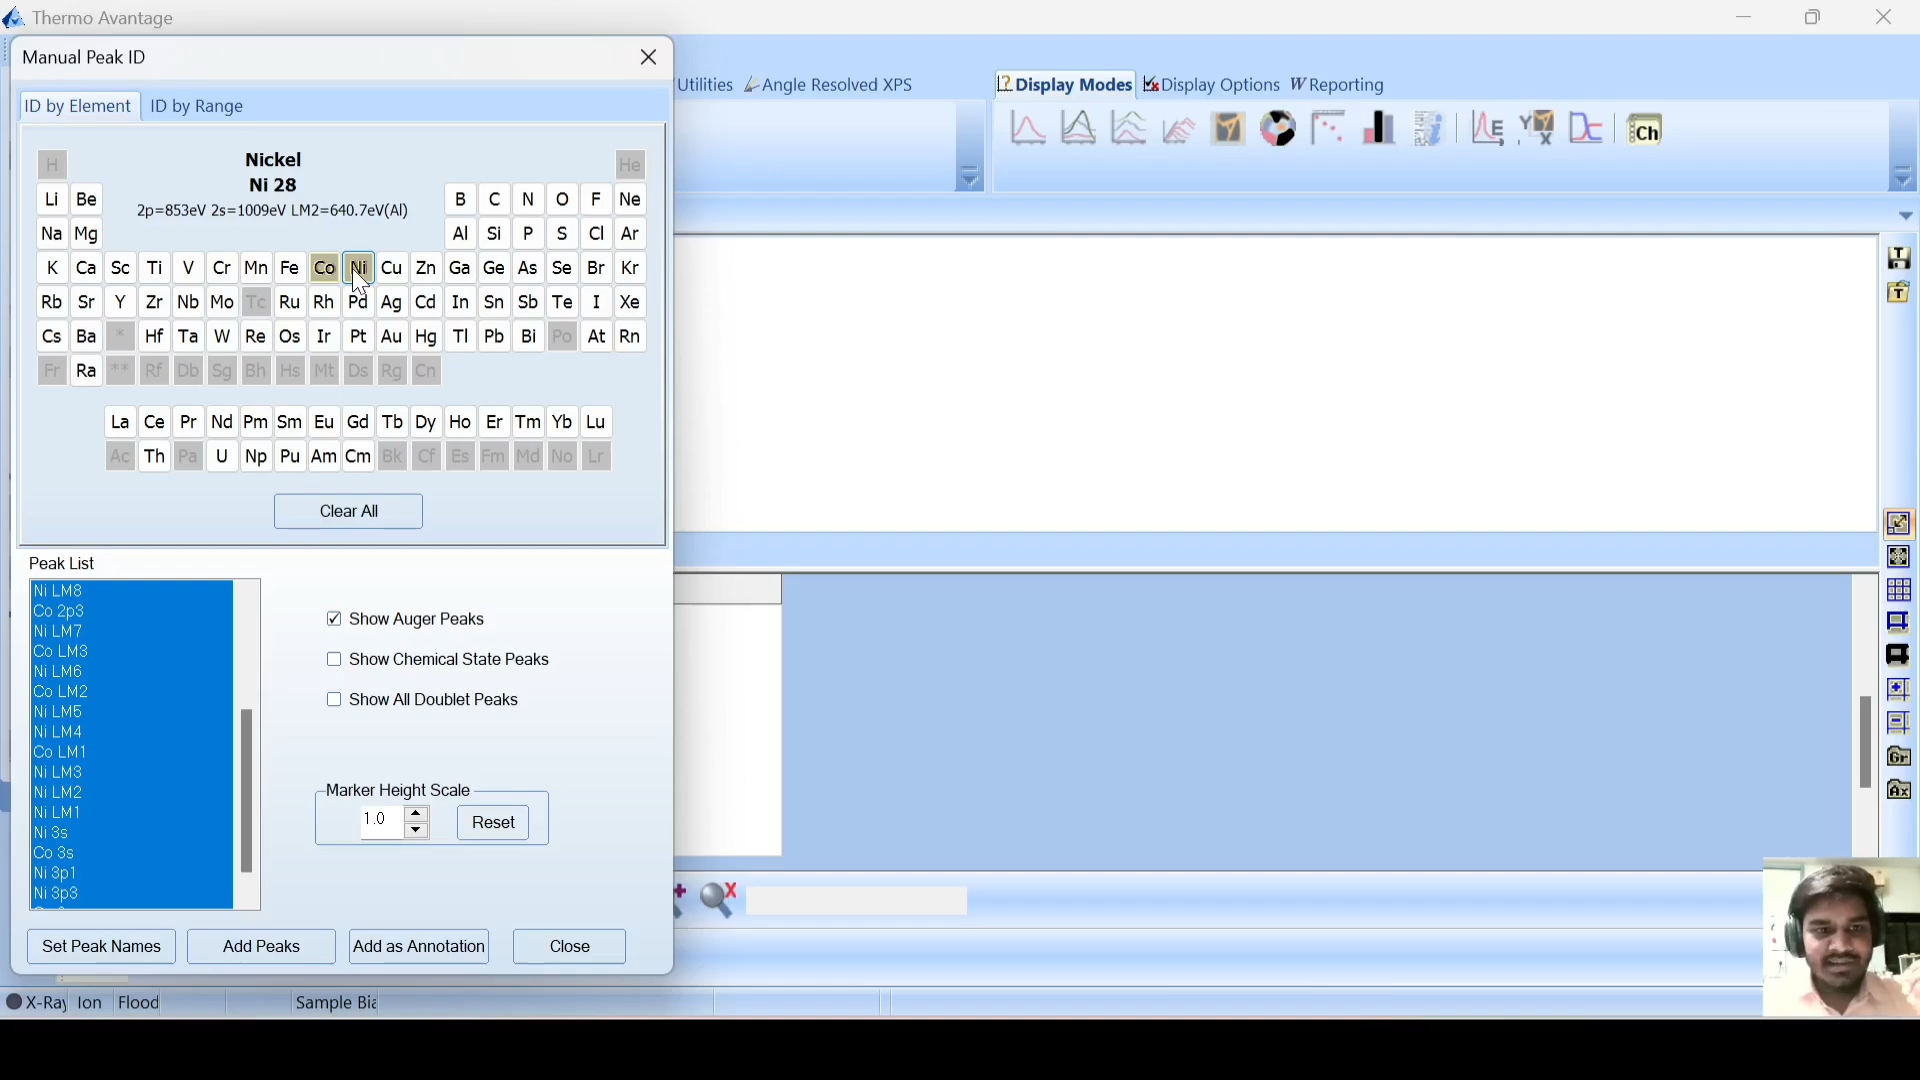 Thermo Avantage
Manual Peak ID
ID by Element
ID by Range
Utilities
Angle Resolved XPS
Display Modes
Display Options
W Reporting
E
Y
X
Ch
Nickel
Ni 28
2p=853eV 2s=1009eV LM2=640.7eV(Al)
H He
Li Be B C N O F Ne
Na Mg Al Si P S Cl Ar
K Ca Sc Ti V Cr Mn Fe Co Ni Cu Zn Ga Ge As Se Br Kr
Rb Sr Y Zr Nb Mo Tc Ru Rh Pd Ag Cd In Sn Sb Te I Xe
Cs Ba * Hf Ta W Re Os Ir Pt Au Hg Tl Pb Bi Po At Rn
Fr Ra ** Rf Db Sg Bh Hs Mt Ds Rg Cn
La Ce Pr Nd Pm Sm Eu Gd Tb Dy Ho Er Tm Yb Lu
Ac Th Pa U Np Pu Am Cm Bk Cf Es Fm Md No Lr
Clear All
Peak List
Ni LM8
Co 2p3
Ni LM7
Co LM3
Ni LM6
Co LM2
Ni LM5
Ni LM4
Co LM1
Ni LM3
Ni LM2
Ni LM1
Ni 3s
Co 3s
Ni 3p1
Ni 3p3
Show Auger Peaks
Show Chemical State Peaks
Show All Doublet Peaks
Marker Height Scale
1.0
Reset
Set Peak Names
Add Peaks
Add as Annotation
Close
T
T
Gr
Ax
X-Ray
Ion
Flood
Sample Bia